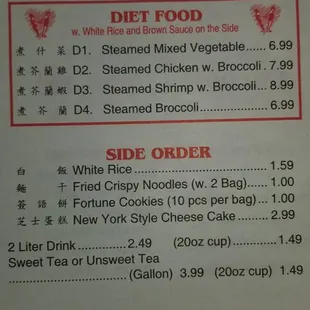 DIET FOOD
w. White Rice and Brown Sauce on the Side
煮什菜 D1. Steamed Mixed Vegetable...... 6.99
煮芥蘭雞 D2. Steamed Chicken w. Broccoli . 7.99
煮芥蘭蝦 D3. Steamed Shrimp w. Broccoli... 8.99
煮芥蘭 D4. Steamed Broccoli.................. 6.99
SIDE ORDER
白飯 White Rice ................................... 1.59
麵干 Fried Crispy Noodles (w. 2 Bag)..... 1.00
簽語餅 Fortune Cookies (10 pcs per bag) ... 1.00
芝士蛋糕 New York Style Cheese Cake........ 2.99
2 Liter Drink ............... 2.49 (20oz cup) ............. 1.49
Sweet Tea or Unsweet Tea
............................ (Gallon) 3.99 (20oz cup) 1.49